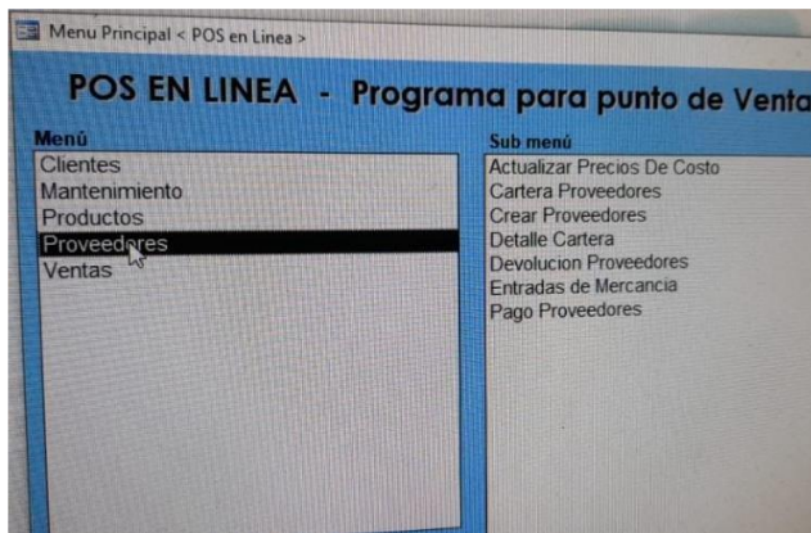 Menu Principal < POS en Linea >
POS EN LINEA - Programa para punto de Venta
Menú
Clientes
Mantenimiento
Productos
Proveedores
Ventas
Sub menú
Actualizar Precios De Costo
Cartera Proveedores
Crear Proveedores
Detalle Cartera
Devolucion Proveedores
Entradas de Mercancia
Pago Proveedores